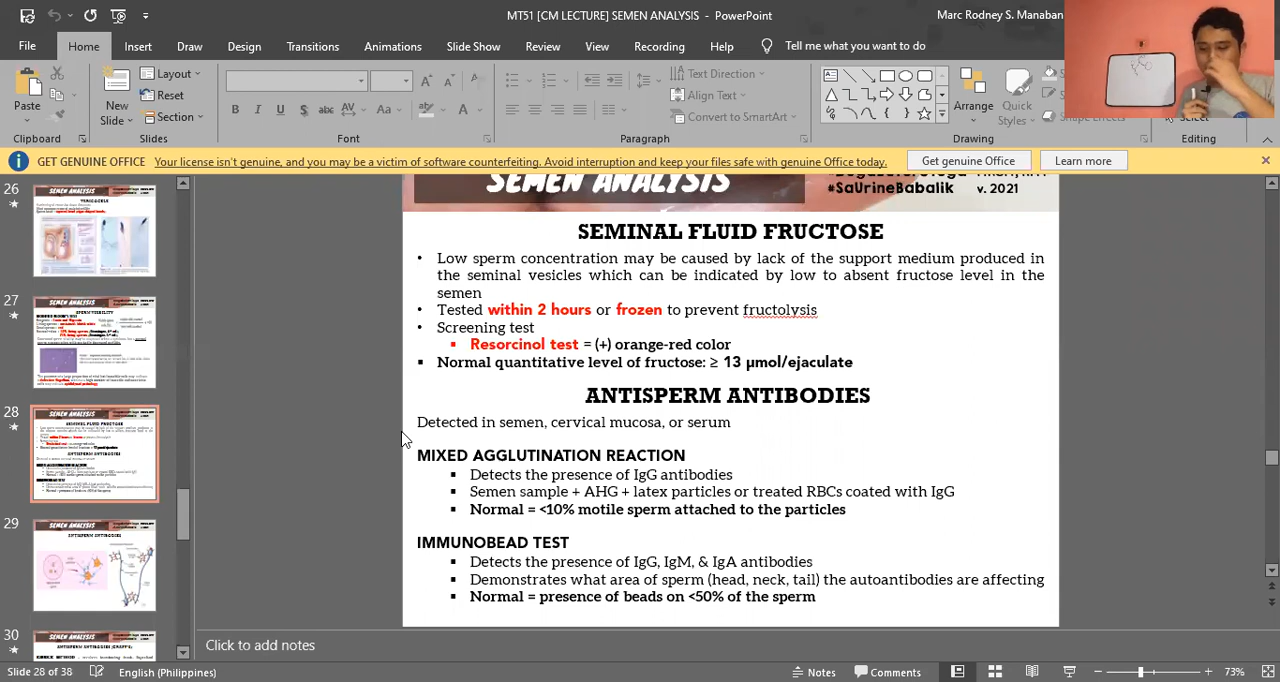 MT51 [CM LECTURE] SEMEN ANALYSIS - PowerPoint
Marc Rodney S. Manaban
File Home Insert Draw Design Transitions Animations Slide Show Review View Recording Help Tell me what you want to do
Paste
Clipboard
New Slide
Layout
Reset
Section
Slides
B I U S abc AV Aa
Font
Text Direction
Align Text
Convert to SmartArt
Paragraph
Arrange
Quick Styles
Shape Effects
Drawing
Editing
GET GENUINE OFFICE Your license isn't genuine, and you may be a victim of software counterfeiting. Avoid interruption and keep your files safe with genuine Office today. Get genuine Office Learn more
26
27
28
29
30
SEMEN ANALYSIS
#SaUrineBabalik v. 2021
SEMINAL FLUID FRUCTOSE
• Low sperm concentration may be caused by lack of the support medium produced in
the seminal vesicles which can be indicated by low to absent fructose level in the
semen
• Tested within 2 hours or frozen to prevent fructolysis
• Screening test
▪ Resorcinol test = (+) orange-red color
▪ Normal quantitative level of fructose: ≥ 13 μmol/ejaculate
ANTISPERM ANTIBODIES
Detected in semen, cervical mucosa, or serum
MIXED AGGLUTINATION REACTION
▪ Detects the presence of IgG antibodies
▪ Semen sample + AHG + latex particles or treated RBCs coated with IgG
▪ Normal = <10% motile sperm attached to the particles
IMMUNOBEAD TEST
▪ Detects the presence of IgG, IgM, & IgA antibodies
▪ Demonstrates what area of sperm (head, neck, tail) the autoantibodies are affecting
▪ Normal = presence of beads on <50% of the sperm
Click to add notes
Slide 28 of 38 English (Philippines) Notes Comments 73%